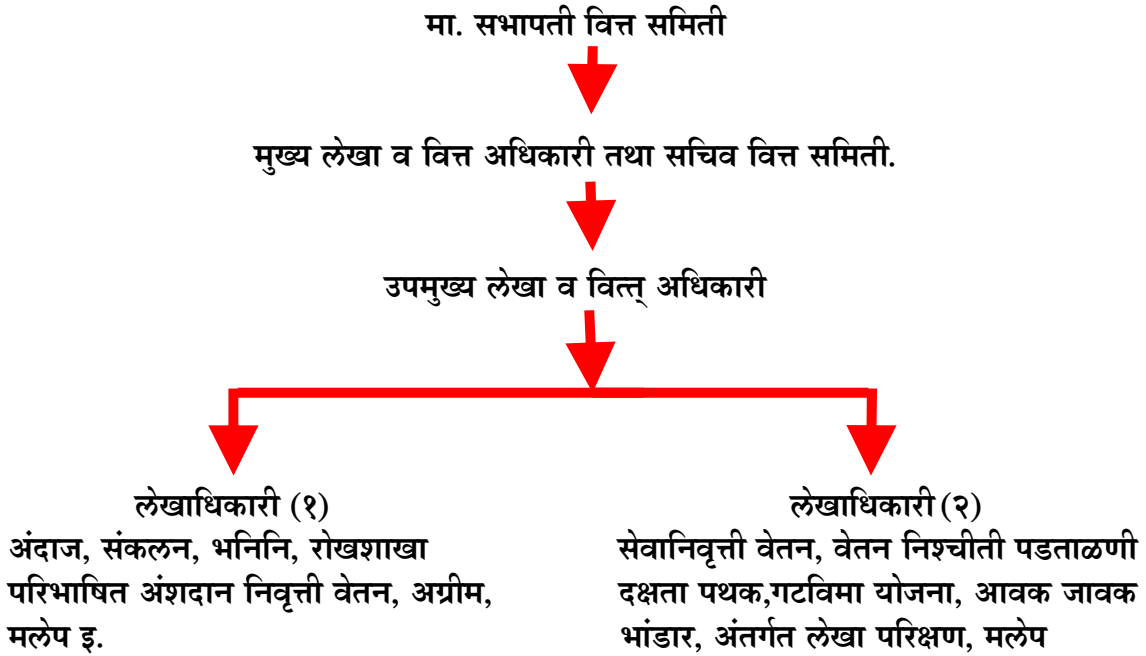 मा. सभापती वित्त समिती
मुख्य लेखा व वित्त अधिकारी तथा सचिव वित्त समिती.
उपमुख्य लेखा व वित्त् अधिकारी
लेखाधिकारी (१)
अंदाज, संकलन, भनिनि, रोखशाखा
परिभाषित अंशदान निवृत्ती वेतन, अग्रीम,
मलेप इ.
लेखाधिकारी (२)
सेवानिवृत्ती वेतन, वेतन निश्चीती पडताळणी
दक्षता पथक,गटविमा योजना, आवक जावक
भांडार, अंतर्गत लेखा परिक्षण, मलेप